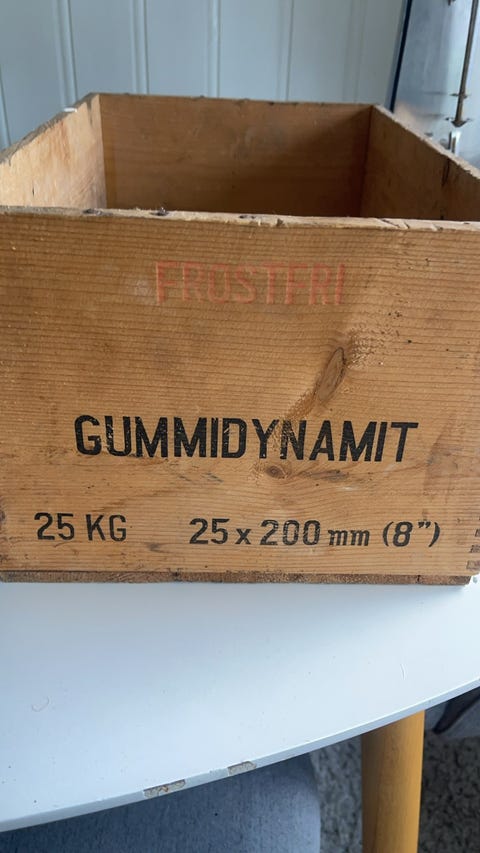 FROSTFRI
GUMMIDYNAMIT
25 KG 25 x 200 mm (8”)